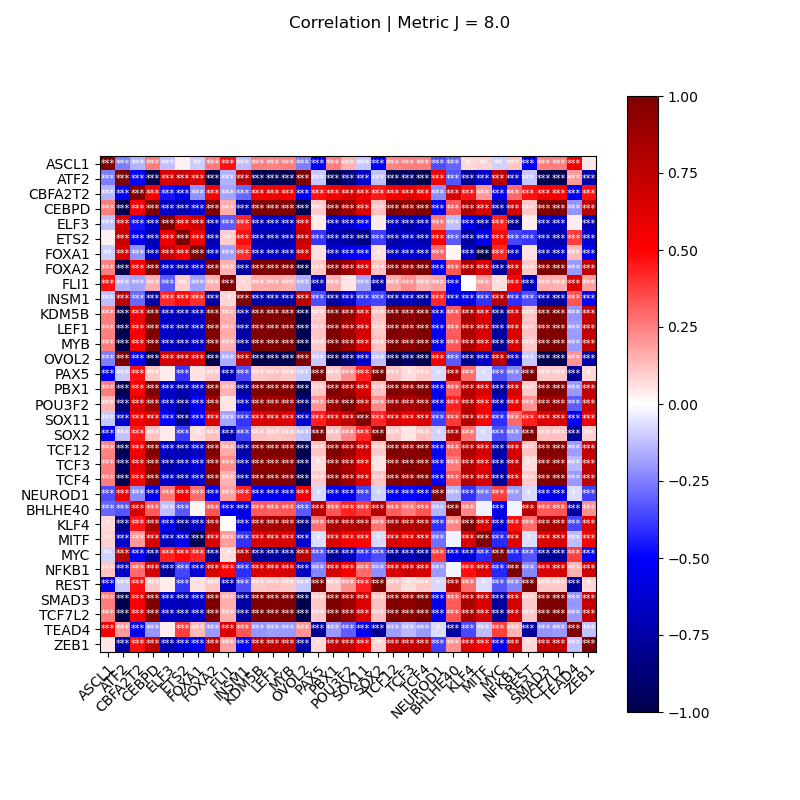 Correlation | Metric J = 8.0
ASCL1
ATF2
CBFA2T2
CEBPD
ELF3
ETS2
FOXA1
FOXA2
FLI1
INSM1
KDM5B
LEF1
MYB
OVOL2
PAX5
PBX1
POU3F2
SOX11
SOX2
TCF12
TCF3
TCF4
NEUROD1
BHLHE40
KLF4
MITF
MYC
NFKB1
REST
SMAD3
TCF7L2
TEAD4
ZEB1
ASCL1
ATF2
CBFA2T2
CEBPD
ELF3
ETS2
FOXA1
FOXA2
FLI1
INSM1
KDM5B
LEF1
MYB
OVOL2
PAX5
PBX1
POU3F2
SOX11
SOX2
TCF12
TCF3
TCF4
NEUROD1
BHLHE40
KLF4
MITF
MYC
NFKB1
REST
SMAD3
TCF7L2
TEAD4
ZEB1
1.00
0.75
0.50
0.25
0.00
−0.25
−0.50
−0.75
−1.00